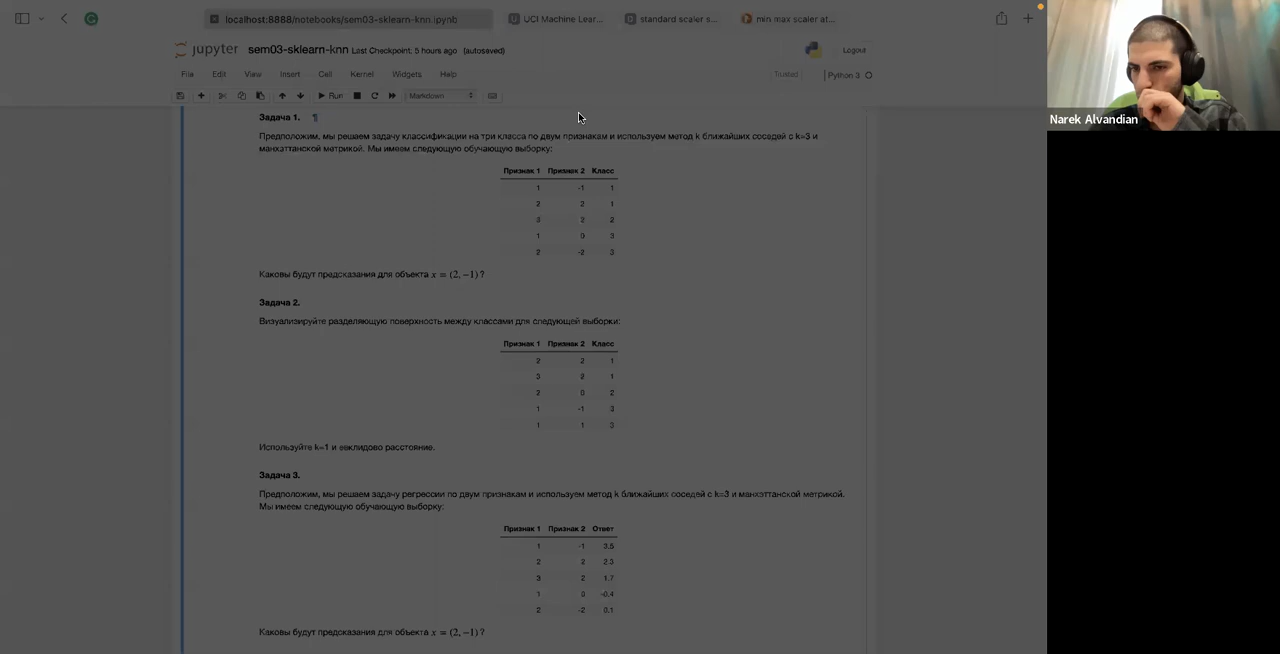 localhost:8888/notebooks/sem03-sklearn-knn.ipynb
UCI Machine Lear...
standard scaler s...
min max scaler at...
jupyter sem03-sklearn-knn Last Checkpoint: 5 hours ago (autosaved)
Logout
File Edit View Insert Cell Kernel Widgets Help
Trusted
Python 3
Run
Markdown
Narek Alvandian
Задача 1. ¶
Предположим, мы решаем задачу классификации на три класса по двум признакам и используем метод k ближайших соседей с k=3 и
манхэттанской метрикой. Мы имеем следующую обучающую выборку:
Признак 1 Признак 2 Класс
1 -1 1
2 2 1
3 2 2
1 0 3
2 -2 3
Каковы будут предсказания для объекта x = (2, −1)?
Задача 2.
Визуализируйте разделяющую поверхность между классами для следующей выборки:
Признак 1 Признак 2 Класс
2 2 1
3 2 1
2 0 2
1 -1 3
1 1 3
Используйте k=1 и евклидово расстояние.
Задача 3.
Предположим, мы решаем задачу регрессии по двум признакам и используем метод k ближайших соседей с k=3 и манхэттанской метрикой.
Мы имеем следующую обучающую выборку:
Признак 1 Признак 2 Ответ
1 -1 3.5
2 2 2.3
3 2 1.7
1 0 -0.4
2 -2 0.1
Каковы будут предсказания для объекта x = (2, −1)?